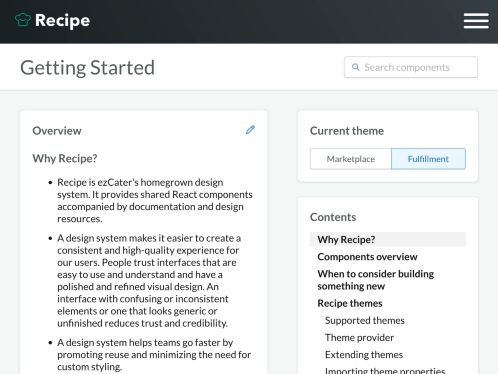 Recipe
Getting Started
Search components
Overview
Why Recipe?
• Recipe is ezCater's homegrown design
system. It provides shared React components
accompanied by documentation and design
resources.
• A design system makes it easier to create a
consistent and high-quality experience for
our users. People trust interfaces that are
easy to use and understand and have a
polished and refined visual design. An
interface with confusing or inconsistent
elements or one that looks generic or
unfinished reduces trust and credibility.
• A design system helps teams go faster by
promoting reuse and minimizing the need for
custom styling.
Current theme
Marketplace
Fulfillment
Contents
Why Recipe?
Components overview
When to consider building
something new
Recipe themes
Supported themes
Theme provider
Extending themes
Importing theme properties